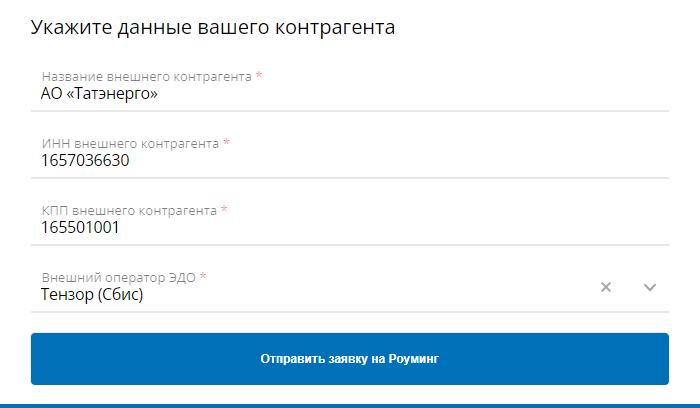 Укажите данные вашего контрагента
Название внешнего контрагента *
АО «Татэнерго»
ИНН внешнего контрагента *
1657036630
КПП внешнего контрагента *
165501001
Внешний оператор ЭДО *
Тензор (Сбис)
Отправить заявку на Роуминг